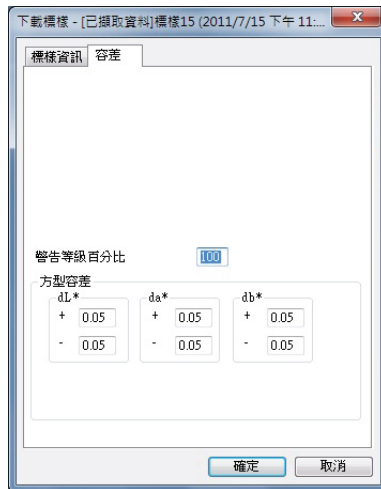 下載標樣 - [已擷取資料]標樣15 (2011/7/15 下午 11:...
標樣資訊 容差
警告等級百分比 100
方型容差
dL* da* db*
+ 0.05 + 0.05 + 0.05
- 0.05 - 0.05 - 0.05
確定 取消